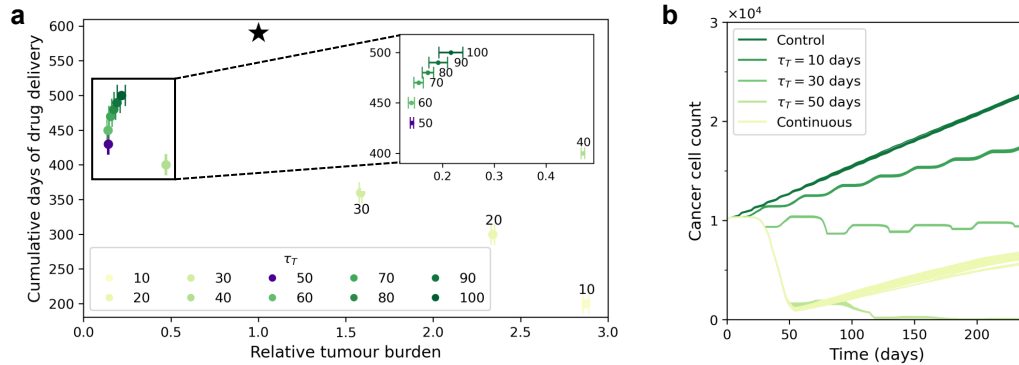 a
Cumulative days of drug delivery
600
550
500
450
400
350
300
250
200
0.0 0.5 1.0 1.5 2.0 2.5 3.0
Relative tumour burden
500
450
400
0.2 0.3 0.4
100
90
80
70
60
50
40
30
20
10
τ_T
10 30 50 70 90
20 40 60 80 100
b
×10⁴
Cancer cell count
3
2
1
0
0 50 100 150 200
Time (days)
Control
τ_T = 10 days
τ_T = 30 days
τ_T = 50 days
Continuous